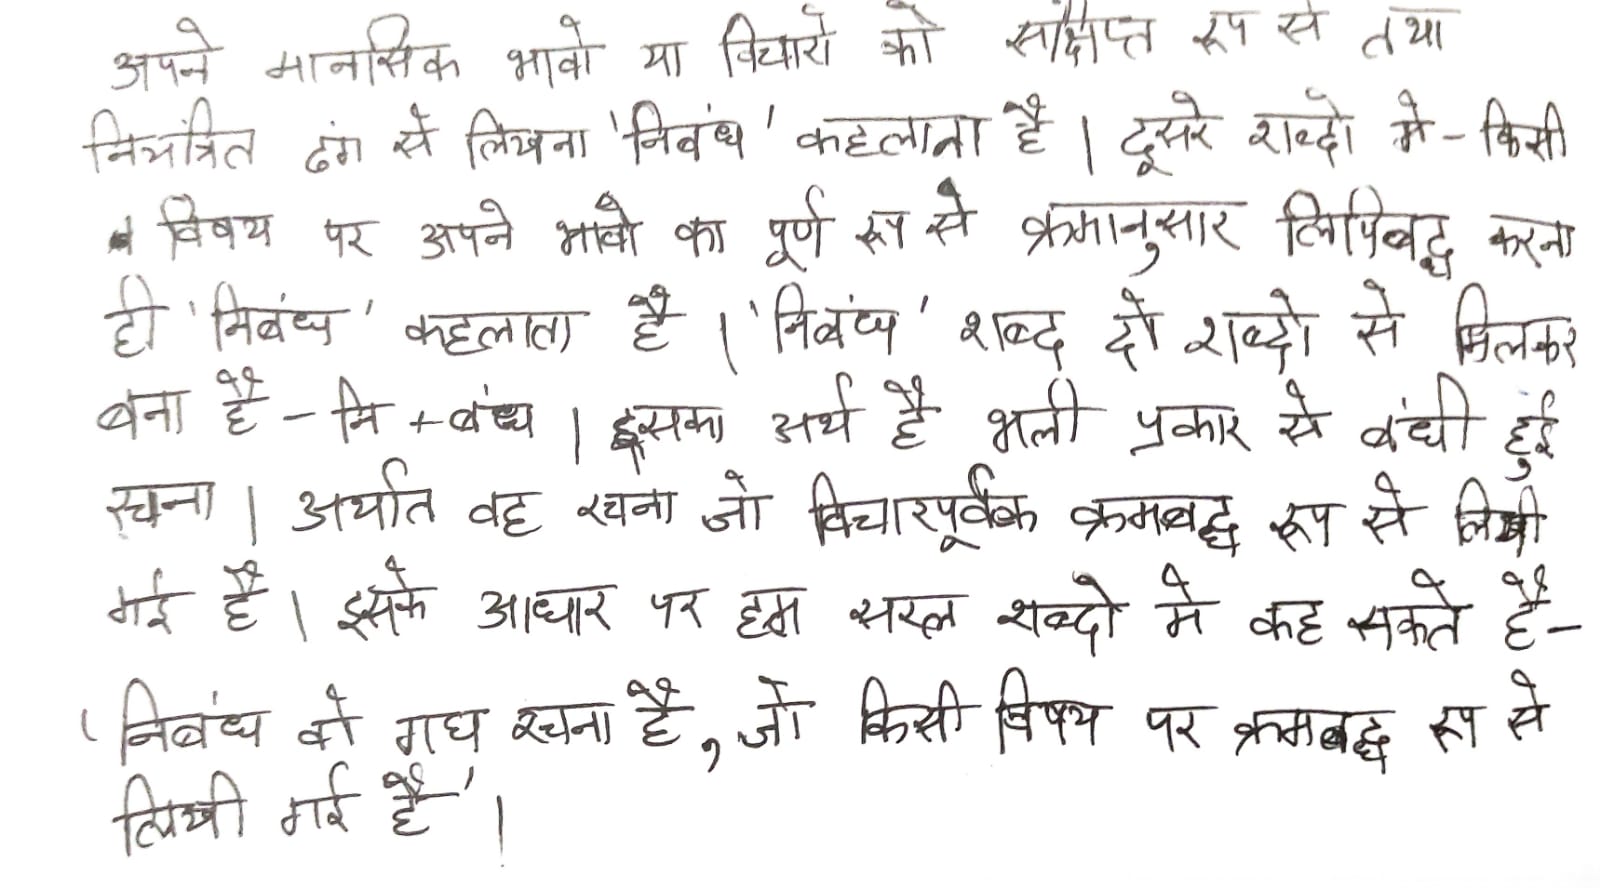 अपने मानसिक भावो या विचारो को संक्षिप्त रूप से तथा
नियंत्रित ढंग से लिखना 'निबंध' कहलाता है। दूसरे शब्दो मे - किसी
विषय पर अपने भावो का पूर्ण रूप से क्रमानुसार लिपिबद्ध करना
ही 'निबंध' कहलाता है। 'निबंध' शब्द दो शब्दो से मिलकर
बना है - नि + बंध। इसका अर्थ है भली प्रकार से बंधी हुई
रचना। अर्थात वह रचना जो विचारपूर्वक क्रमबद्ध रूप से लिखी
गई है। इसके आधार पर हम सरल शब्दो मे कह सकते है -
'निबंध वो गद्य रचना है, जो किसी विषय पर क्रमबद्ध रूप से
लिखी गई है'।